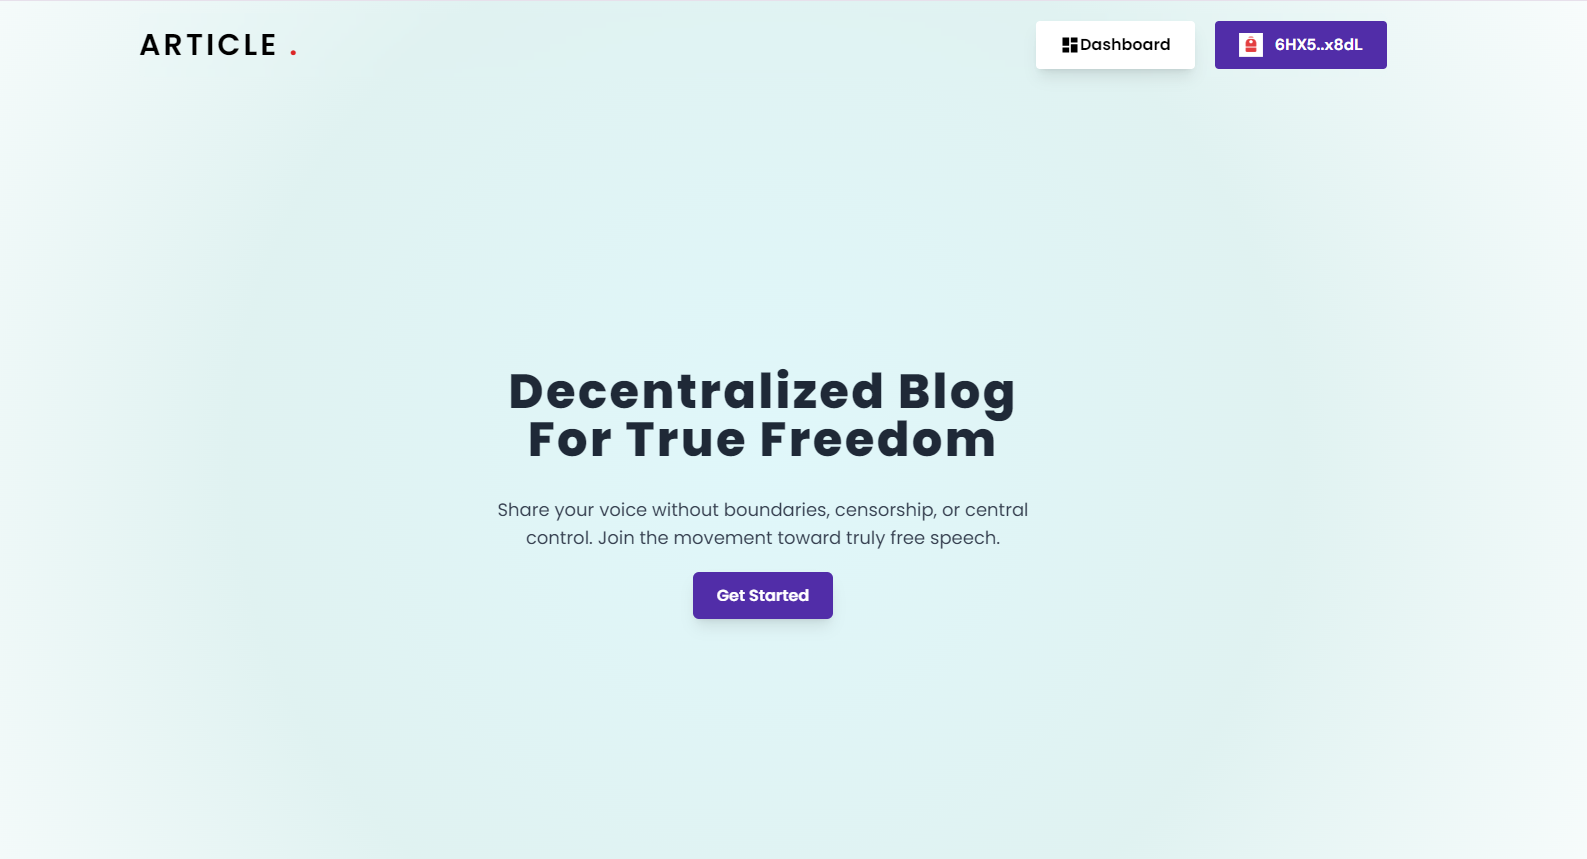 ARTICLE .
Dashboard
6HX5..x8dL
Decentralized Blog
For True Freedom
Share your voice without boundaries, censorship, or central
control. Join the movement toward truly free speech.
Get Started